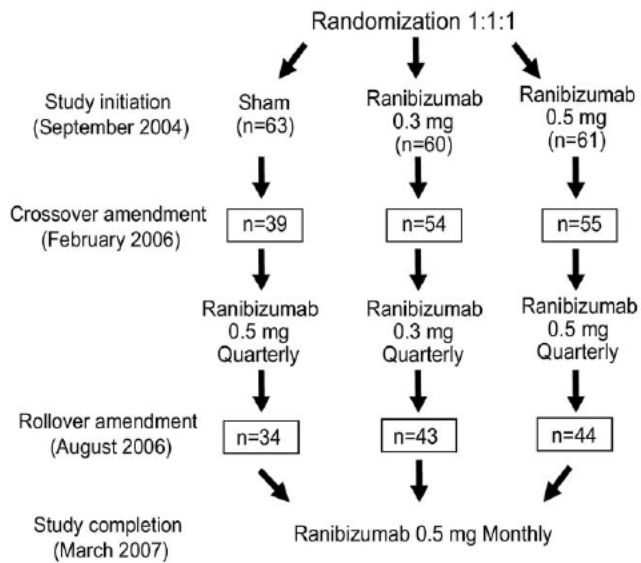 Randomization 1:1:1
Study initiation
(September 2004)
Sham
(n=63)
Ranibizumab
0.3 mg
(n=60)
Ranibizumab
0.5 mg
(n=61)
Crossover amendment
(February 2006)
n=39
n=54
n=55
Ranibizumab
0.5 mg
Quarterly
Ranibizumab
0.3 mg
Quarterly
Ranibizumab
0.5 mg
Quarterly
Rollover amendment
(August 2006)
n=34
n=43
n=44
Study completion
(March 2007)
Ranibizumab 0.5 mg Monthly